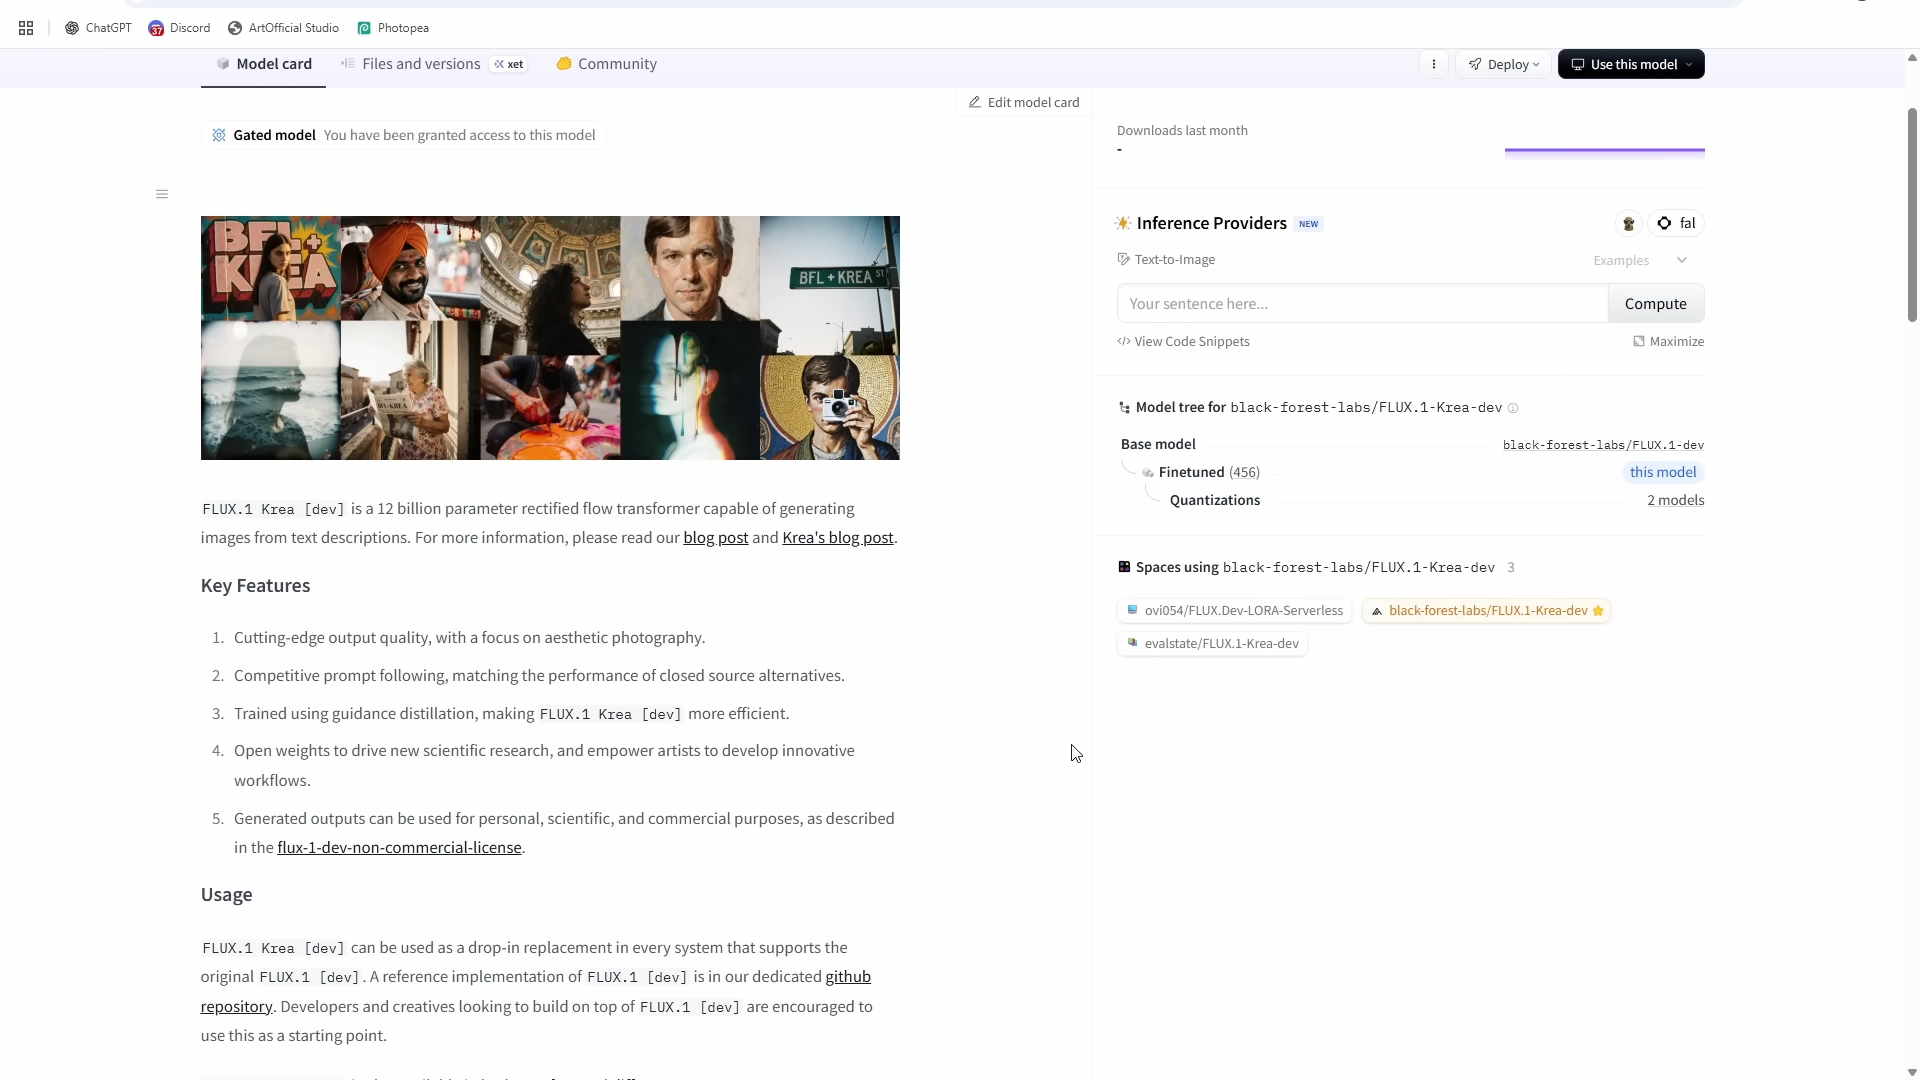 ChatGPT
37 Discord
ArtOfficial Studio
Photopea
Model card
Files and versions
xet
Community
Deploy
Use this model
Edit model card
Gated model You have been granted access to this model
BFL +
KREA
BFL + KREA ST
FLUX.1 Krea [dev] is a 12 billion parameter rectified flow transformer capable of generating
images from text descriptions. For more information, please read our blog post and Krea's blog post.
Key Features
1. Cutting-edge output quality, with a focus on aesthetic photography.
2. Competitive prompt following, matching the performance of closed source alternatives.
3. Trained using guidance distillation, making FLUX.1 Krea [dev] more efficient.
4. Open weights to drive new scientific research, and empower artists to develop innovative
workflows.
5. Generated outputs can be used for personal, scientific, and commercial purposes, as described
in the flux-1-dev-non-commercial-license.
Usage
FLUX.1 Krea [dev] can be used as a drop-in replacement in every system that supports the
original FLUX.1 [dev]. A reference implementation of FLUX.1 [dev] is in our dedicated github
repository. Developers and creatives looking to build on top of FLUX.1 [dev] are encouraged to
use this as a starting point.
Downloads last month
-
Inference Providers NEW
fal
Text-to-Image
Examples
Your sentence here...
Compute
</> View Code Snippets
Maximize
Model tree for black-forest-labs/FLUX.1-Krea-dev
Base model
black-forest-labs/FLUX.1-dev
Finetuned (456)
this model
Quantizations
2 models
Spaces using black-forest-labs/FLUX.1-Krea-dev 3
ovi054/FLUX.Dev-LORA-Serverless
black-forest-labs/FLUX.1-Krea-dev
evalstate/FLUX.1-Krea-dev